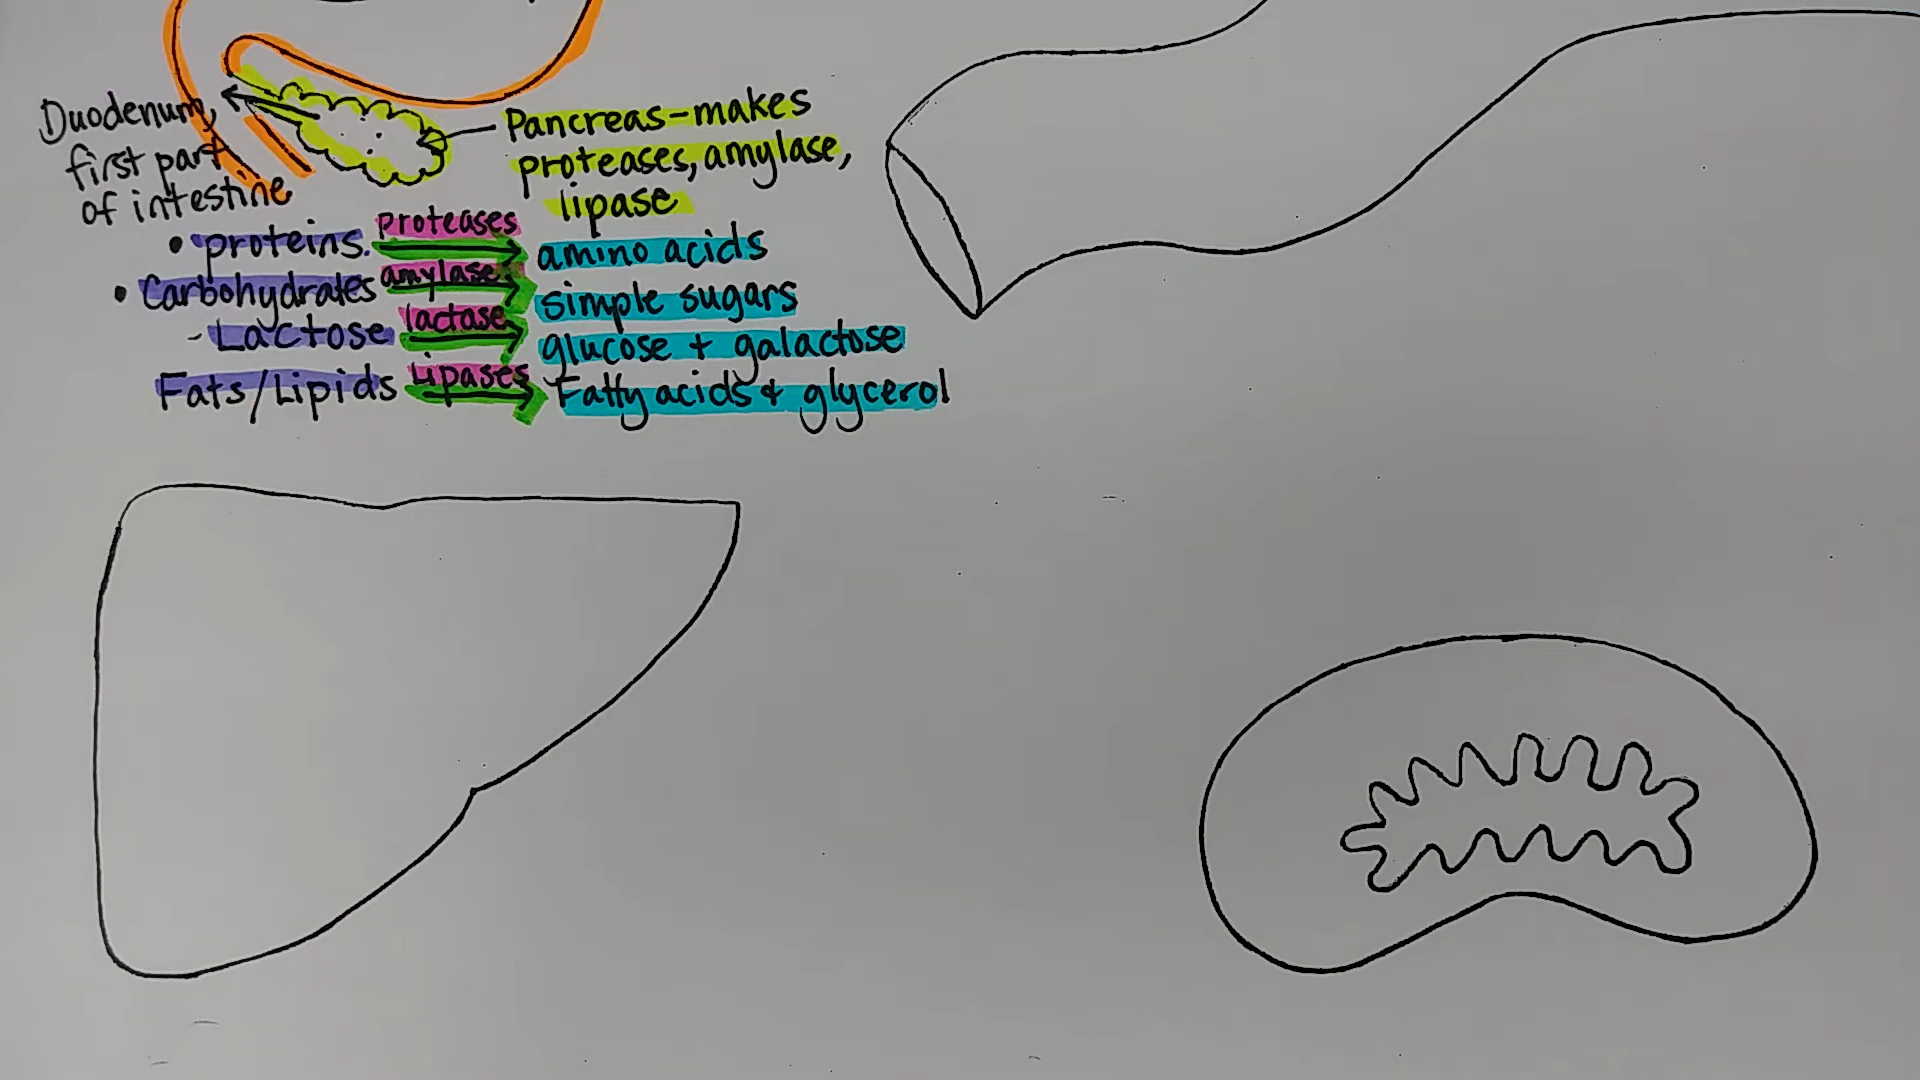 Duodenum,
first part
of intestine
Pancreas-makes
proteases, amylase,
lipase
• proteins. proteases amino acids
• Carbohydrates amylase simple sugars
- Lactose lactase glucose + galactose
Fats/Lipids Lipases Fatty acids & glycerol